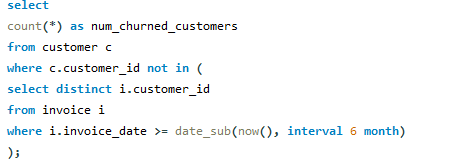 select
count(*) as num_churned_customers
from customer c
where c.customer_id not in (
select distinct i.customer_id
from invoice i
where i.invoice_date >= date_sub(now(), interval 6 month)
);